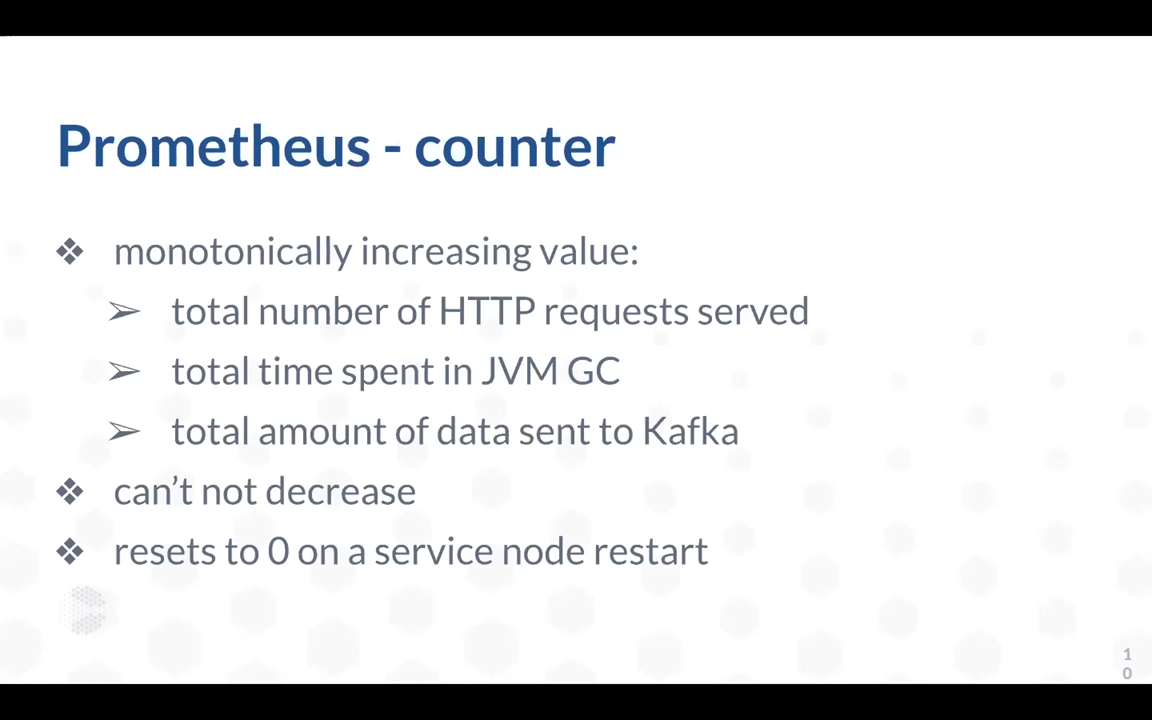 Prometheus - counter
❖ monotonically increasing value:
➢ total number of HTTP requests served
➢ total time spent in JVM GC
➢ total amount of data sent to Kafka
❖ can’t not decrease
❖ resets to 0 on a service node restart
1
0